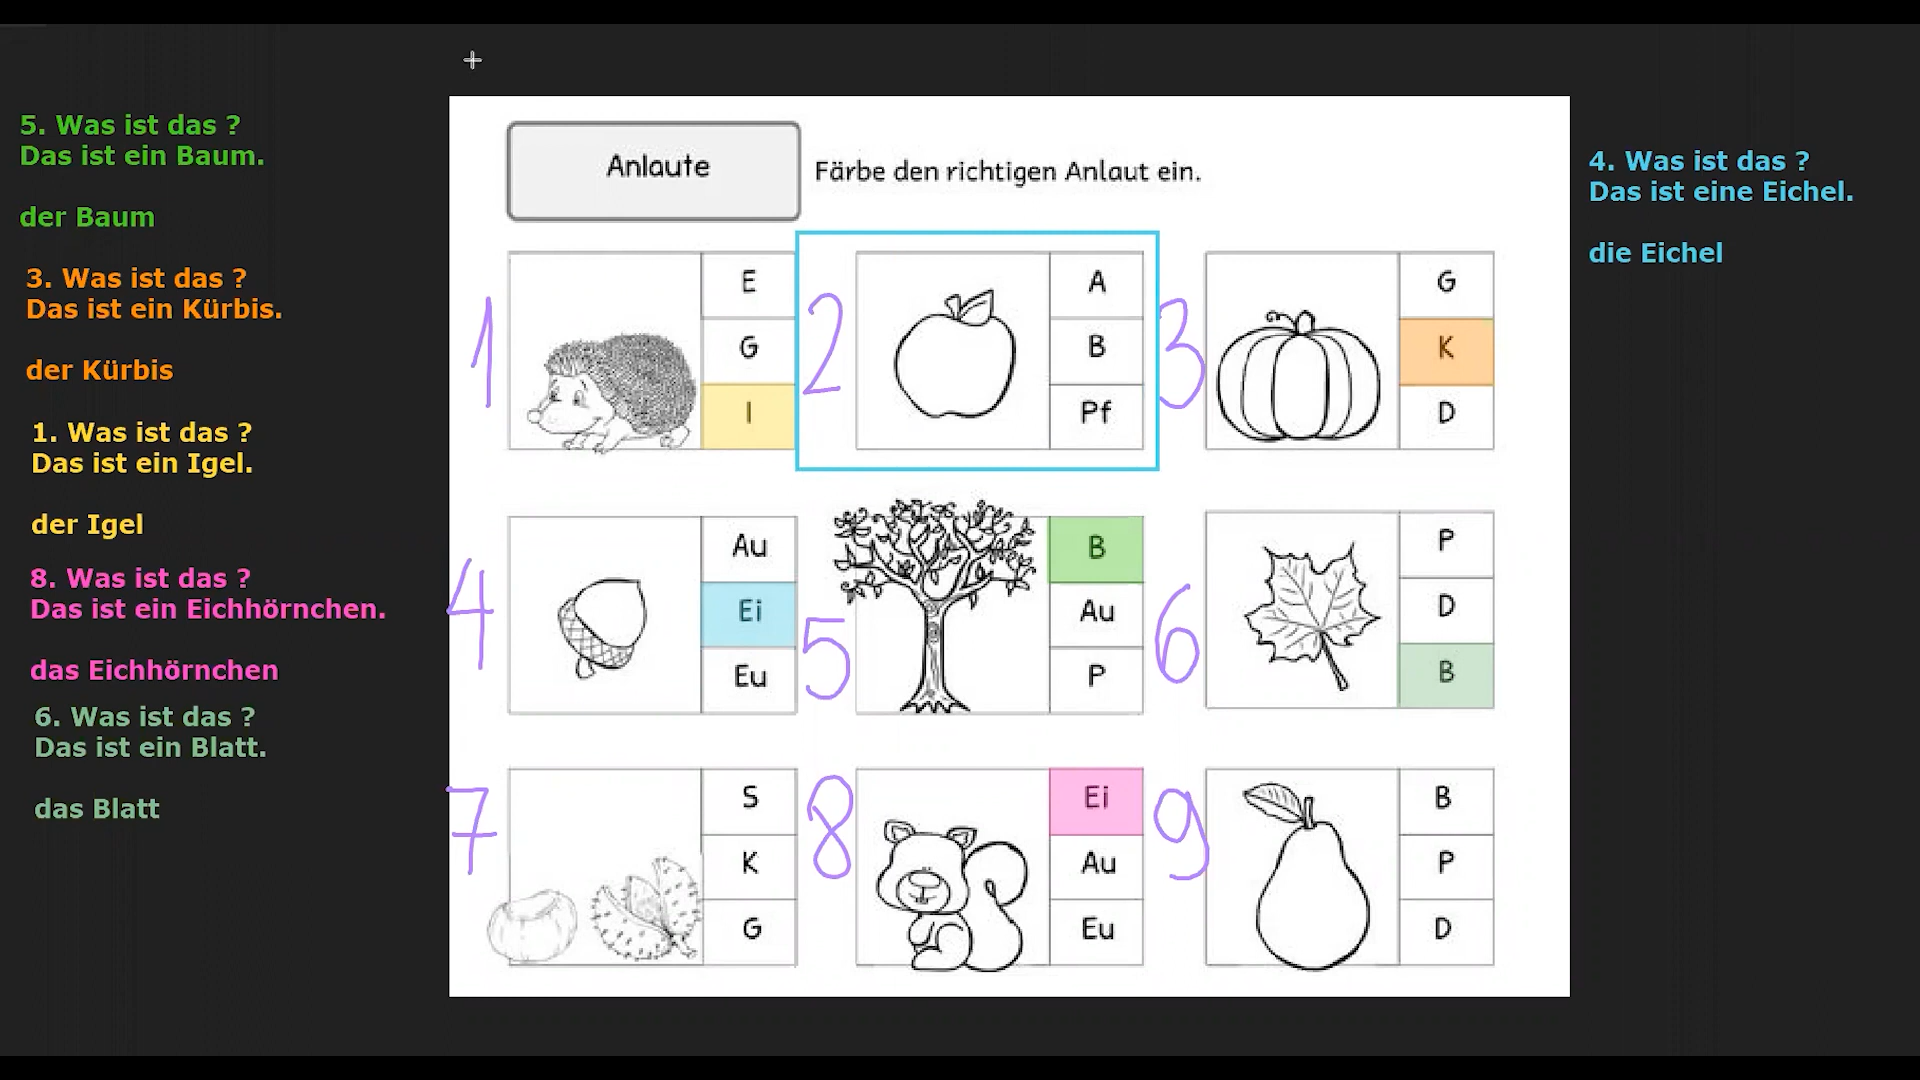 5. Was ist das ?
Das ist ein Baum.
der Baum
3. Was ist das ?
Das ist ein Kürbis.
der Kürbis
1. Was ist das ?
Das ist ein Igel.
der Igel
8. Was ist das ?
Das ist ein Eichhörnchen.
das Eichhörnchen
6. Was ist das ?
Das ist ein Blatt.
das Blatt
Anlaute
Färbe den richtigen Anlaut ein.
1
E
G
I
2
A
B
Pf
3
G
K
D
4
Au
Ei
Eu
5
B
Au
P
6
P
D
B
7
S
K
G
8
Ei
Au
Eu
9
B
P
D
4. Was ist das ?
Das ist eine Eichel.
die Eichel